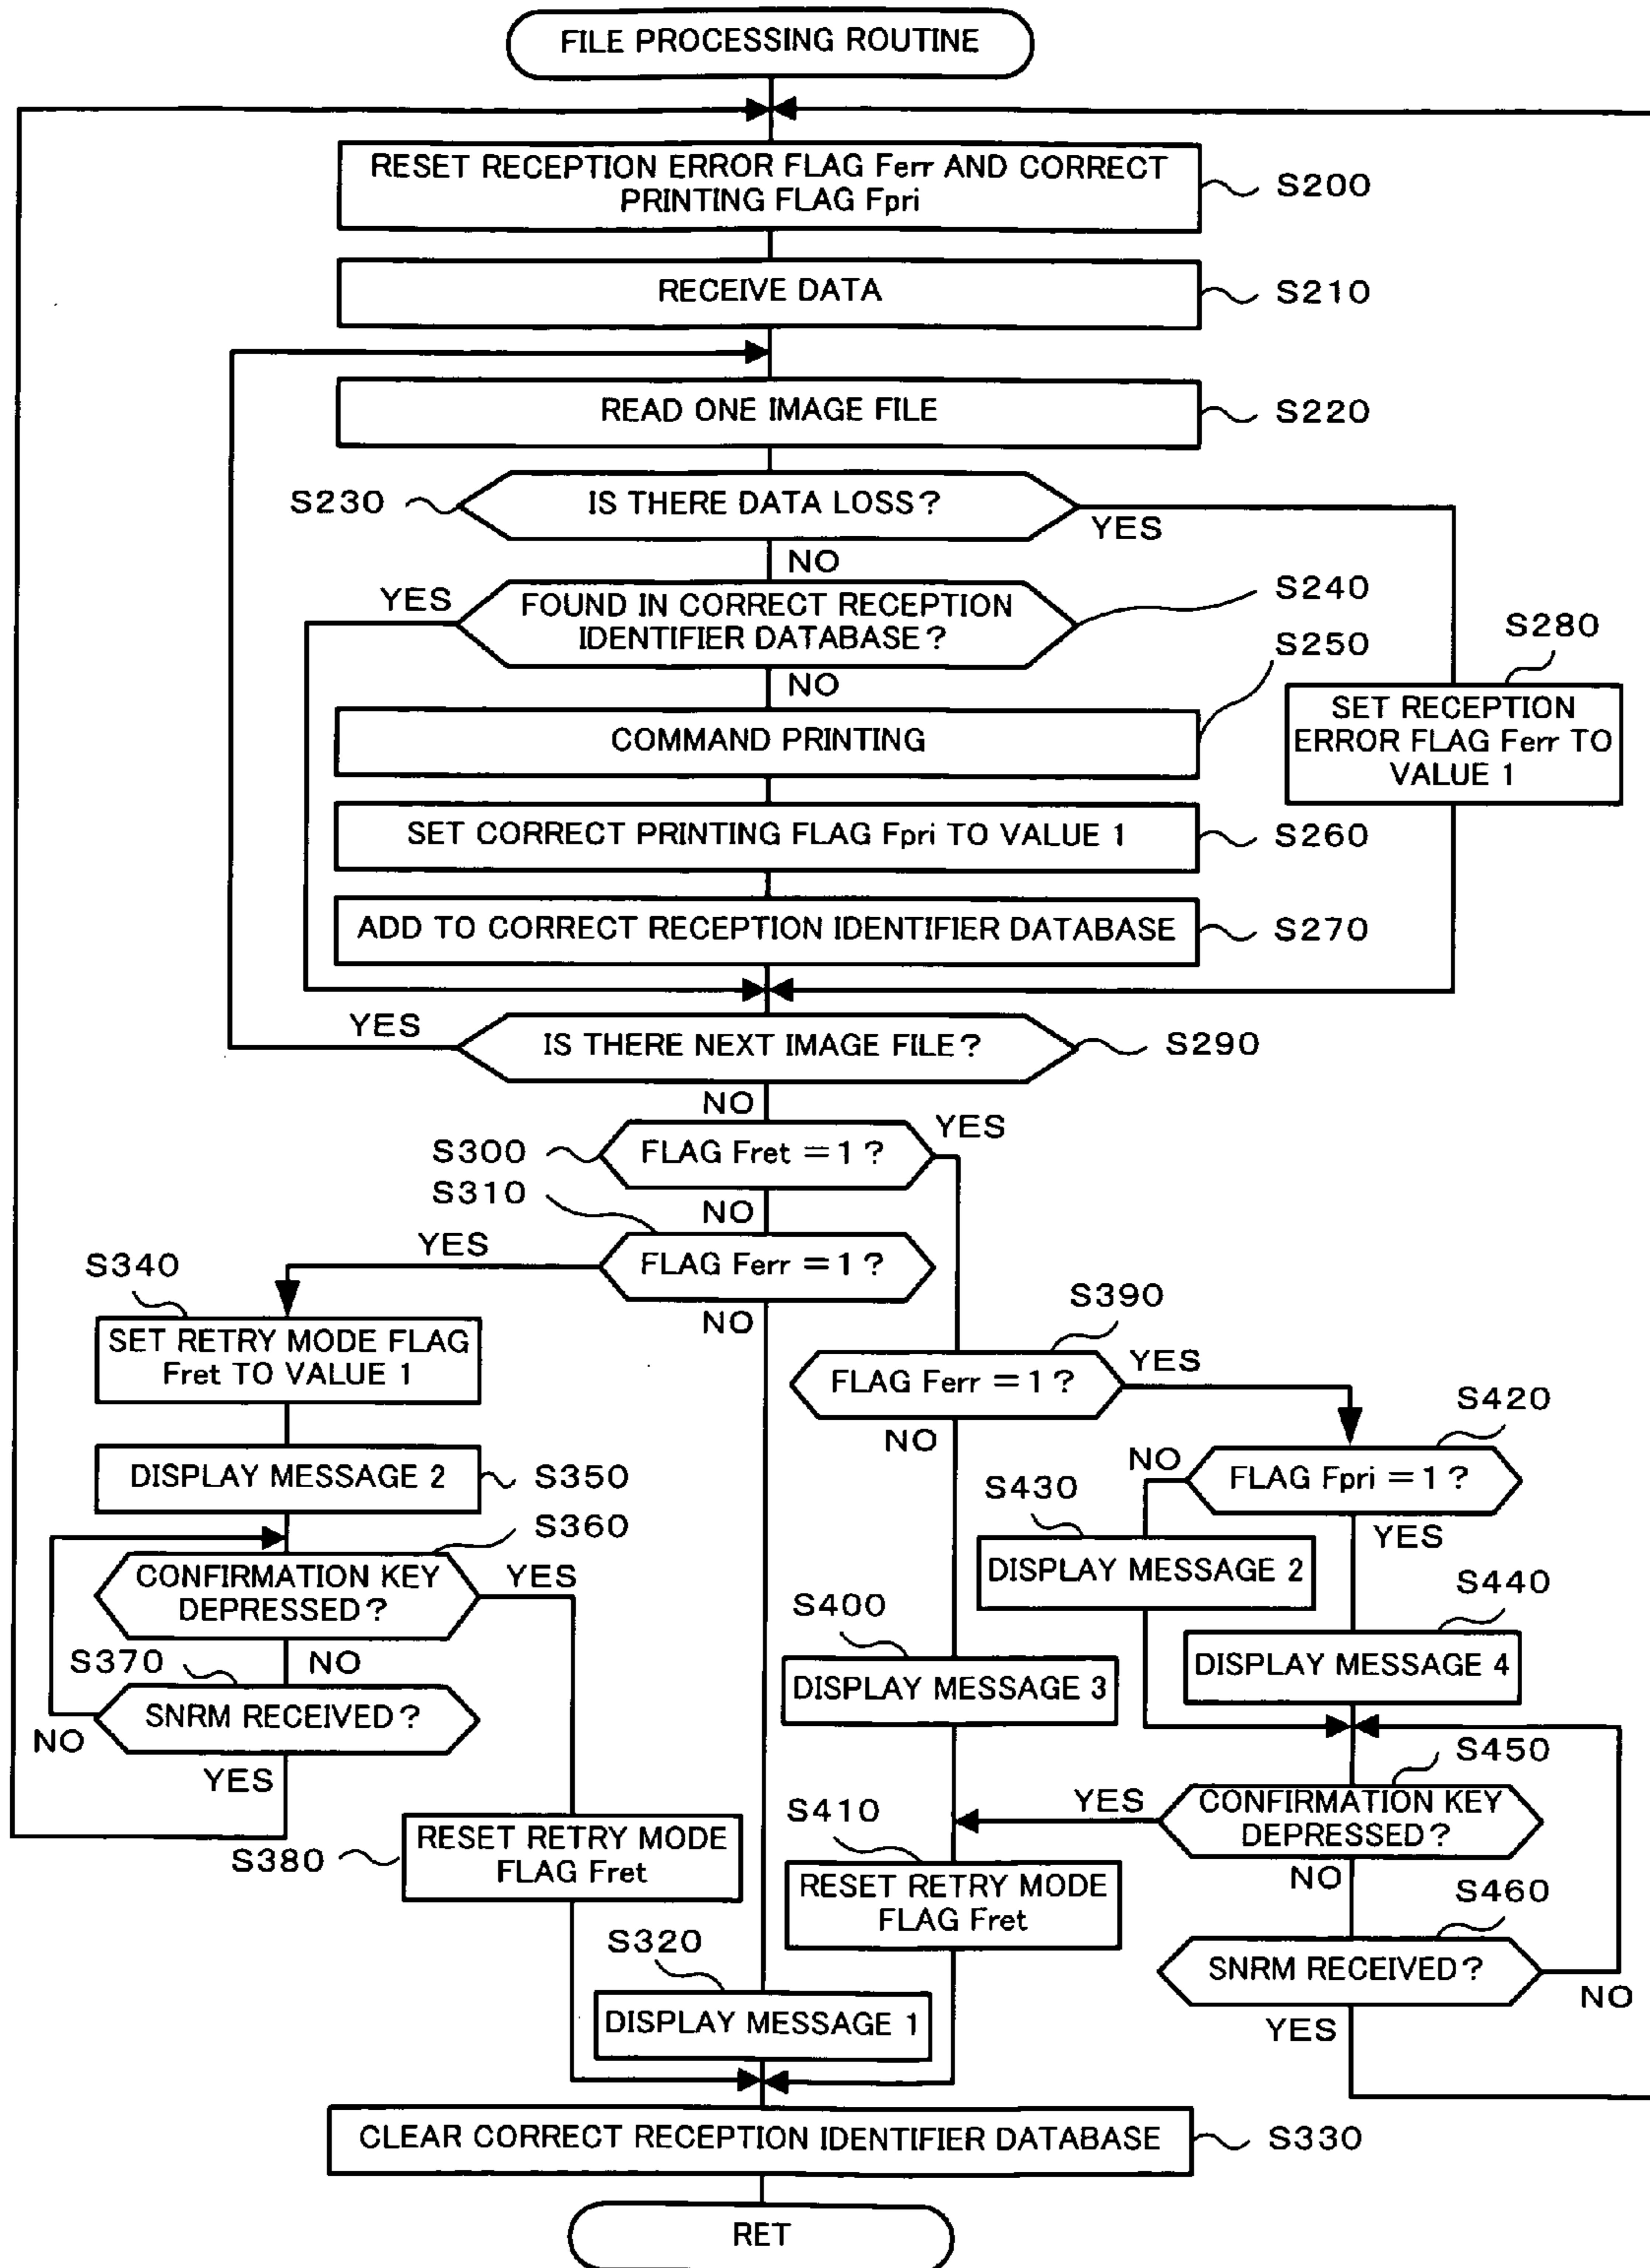 FILE PROCESSING ROUTINE
RESET RECEPTION ERROR FLAG Ferr AND CORRECT
PRINTING FLAG Fpri
S200
RECEIVE DATA
S210
READ ONE IMAGE FILE
S220
S230
IS THERE DATA LOSS?
YES
NO
YES
FOUND IN CORRECT RECEPTION
IDENTIFIER DATABASE?
S240
NO
S250
COMMAND PRINTING
S280
SET RECEPTION
ERROR FLAG Ferr TO
VALUE 1
SET CORRECT PRINTING FLAG Fpri TO VALUE 1
S260
ADD TO CORRECT RECEPTION IDENTIFIER DATABASE
S270
YES
IS THERE NEXT IMAGE FILE?
S290
NO
S300
FLAG Fret = 1 ?
YES
S310
NO
YES
FLAG Ferr = 1 ?
NO
S340
SET RETRY MODE FLAG
Fret TO VALUE 1
S390
FLAG Ferr = 1 ?
YES
NO
DISPLAY MESSAGE 2
S350
S420
NO
FLAG Fpri = 1 ?
YES
S430
DISPLAY MESSAGE 2
S360
CONFIRMATION KEY
DEPRESSED?
YES
NO
S440
DISPLAY MESSAGE 4
S370
SNRM RECEIVED?
NO
YES
S400
DISPLAY MESSAGE 3
S450
YES
CONFIRMATION KEY
DEPRESSED?
NO
S380
RESET RETRY MODE
FLAG Fret
S410
RESET RETRY MODE
FLAG Fret
S460
SNRM RECEIVED?
NO
YES
S320
DISPLAY MESSAGE 1
CLEAR CORRECT RECEPTION IDENTIFIER DATABASE
S330
RET